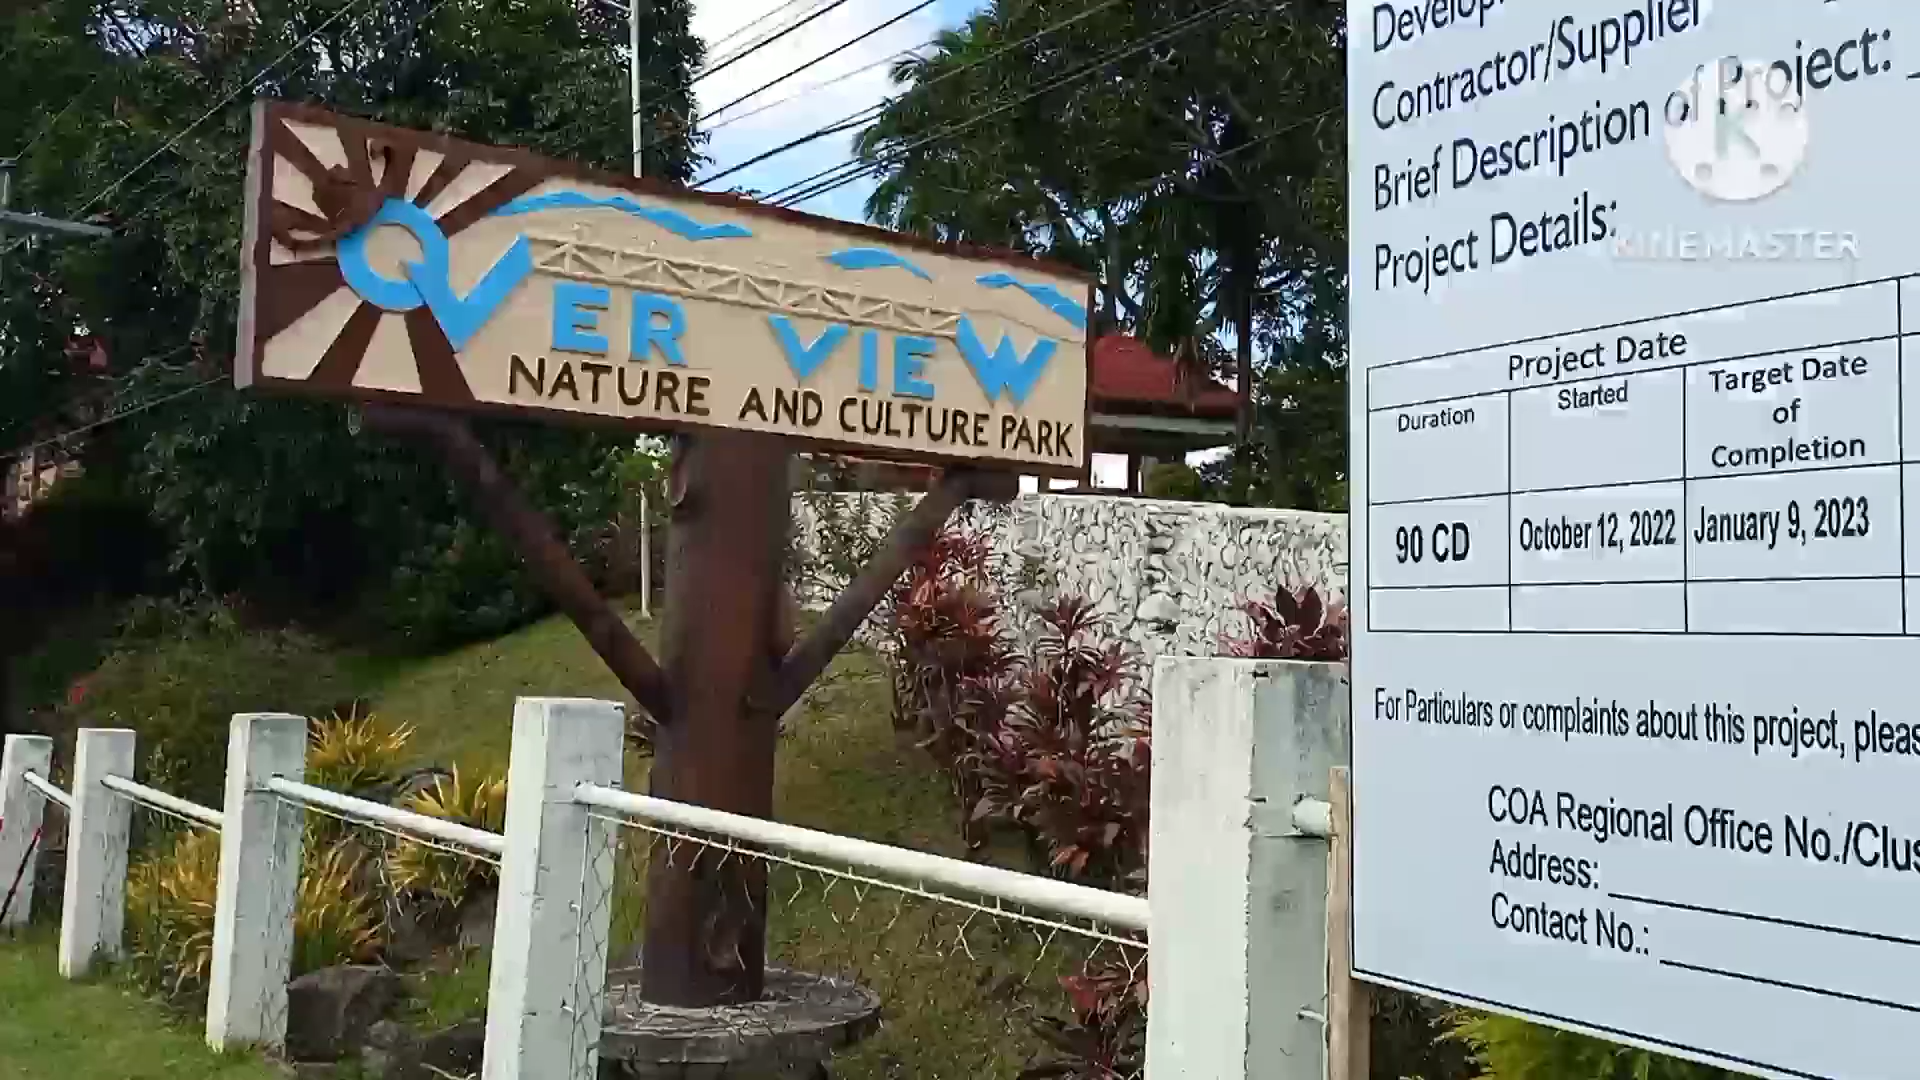 OVER VIEW
NATURE AND CULTURE PARK
Contractor/Supplier
Brief Description of Project:
Project Details:
KINEMASTER
Project Date
Duration
Started
Target Date
of
Completion
90 CD
October 12, 2022
January 9, 2023
For Particulars or complaints about this project,
COA Regional Office No./
Address:
Contact No.: